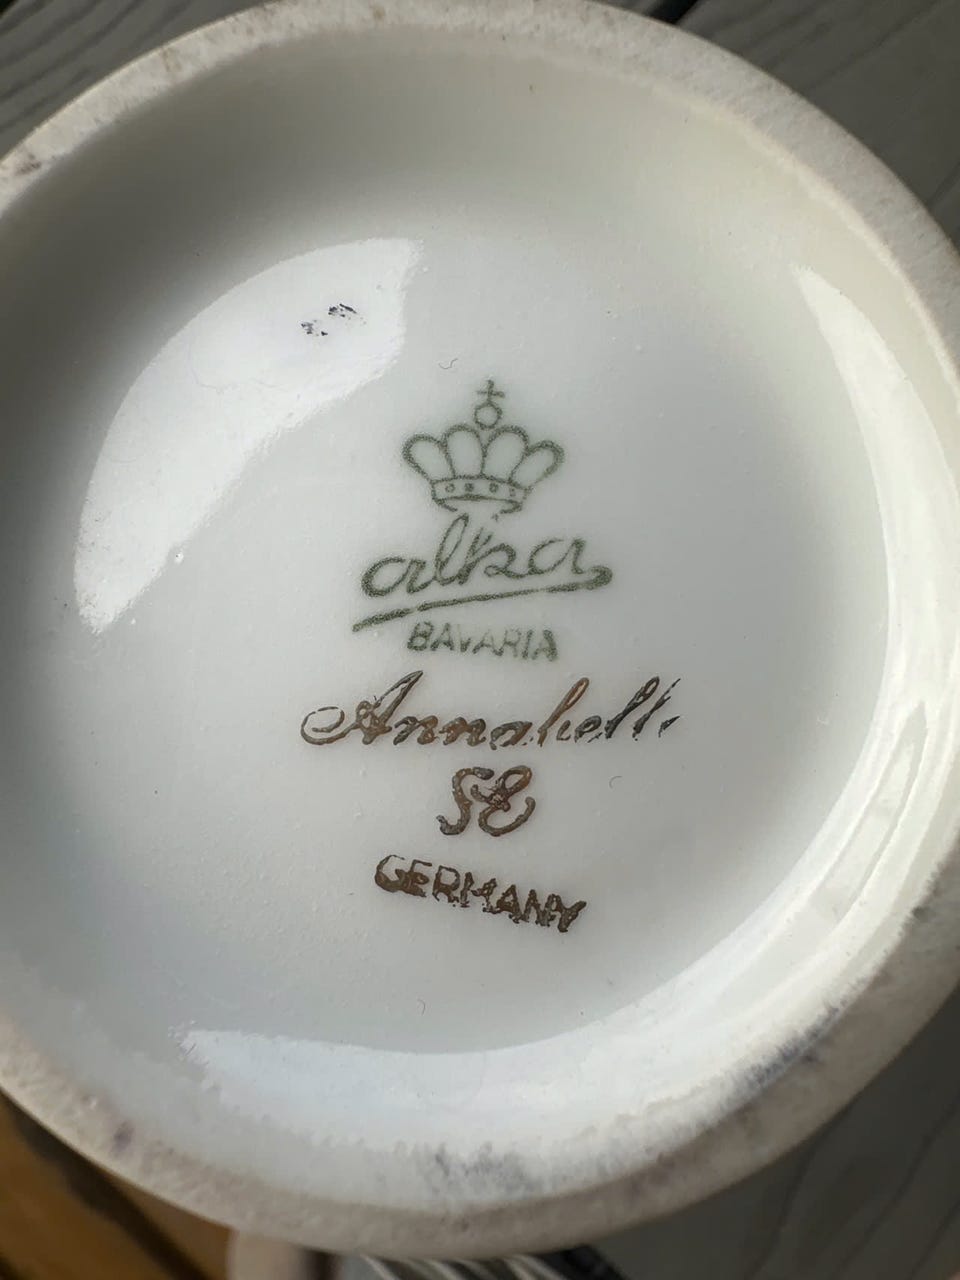 alka
BAVARIA
Annabell
SE
GERMANY